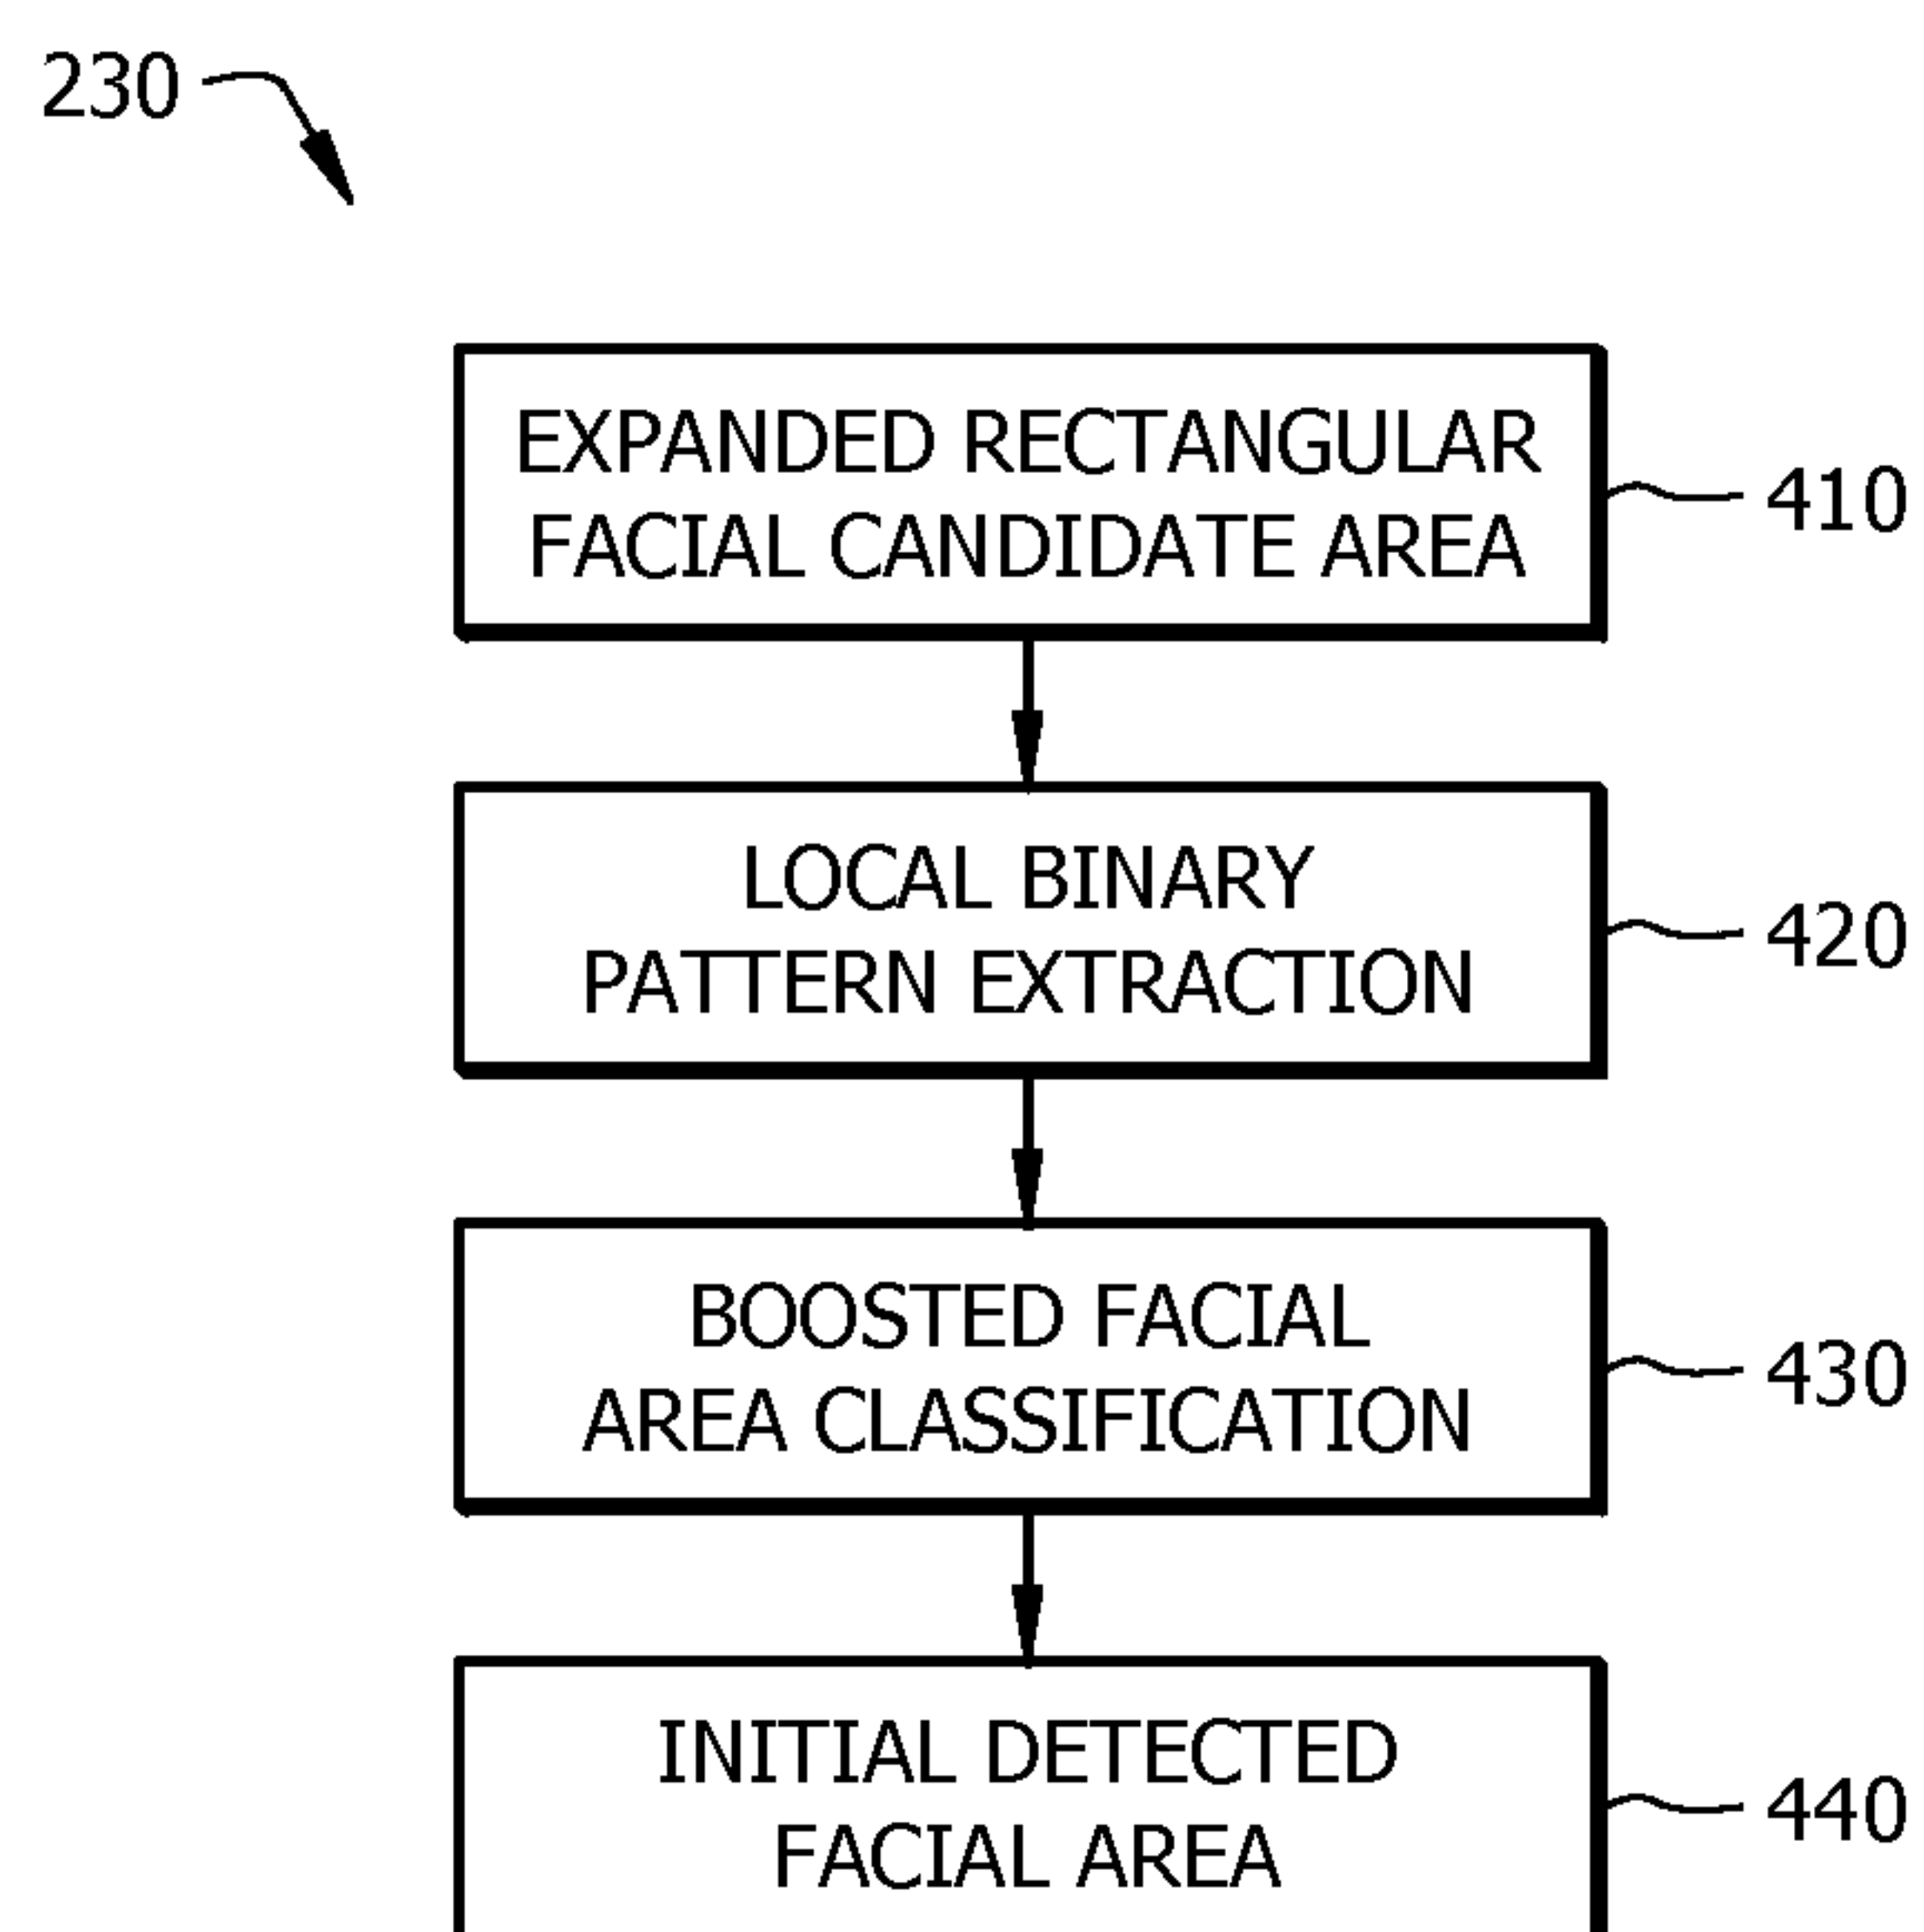 230
EXPANDED RECTANGULAR
FACIAL CANDIDATE AREA
410
LOCAL BINARY
PATTERN EXTRACTION
420
BOOSTED FACIAL
AREA CLASSIFICATION
430
INITIAL DETECTED
FACIAL AREA
440